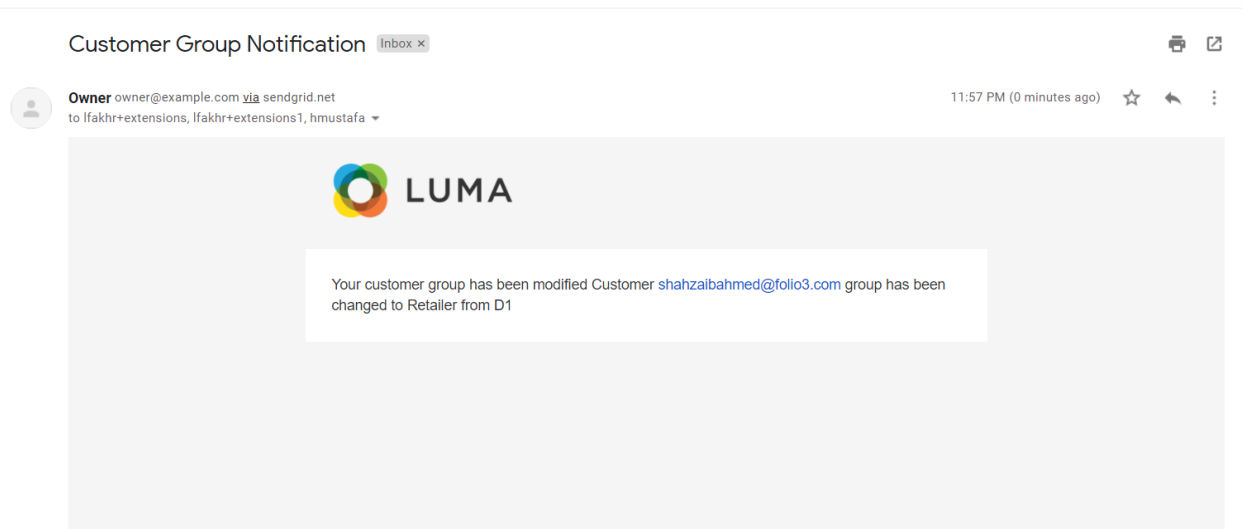 Customer Group Notification Inbox ×
Owner owner@example.com via sendgrid.net 11:57 PM (0 minutes ago)
to lfakhr+extensions, lfakhr+extensions1, hmustafa
LUMA
Your customer group has been modified Customer shahzaibahmed@folio3.com group has been
changed to Retailer from D1